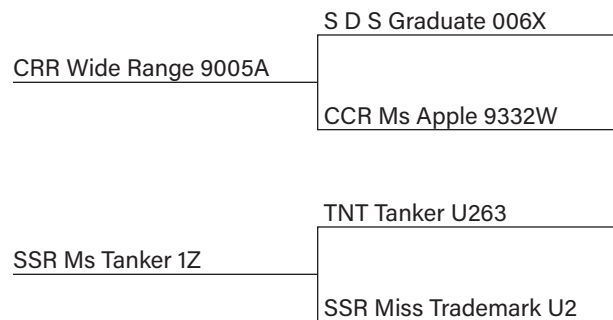 S D S Graduate 006X
CRR Wide Range 9005A
CCR Ms Apple 9332W
TNT Tanker U263
SSR Ms Tanker 1Z
SSR Miss Trademark U2